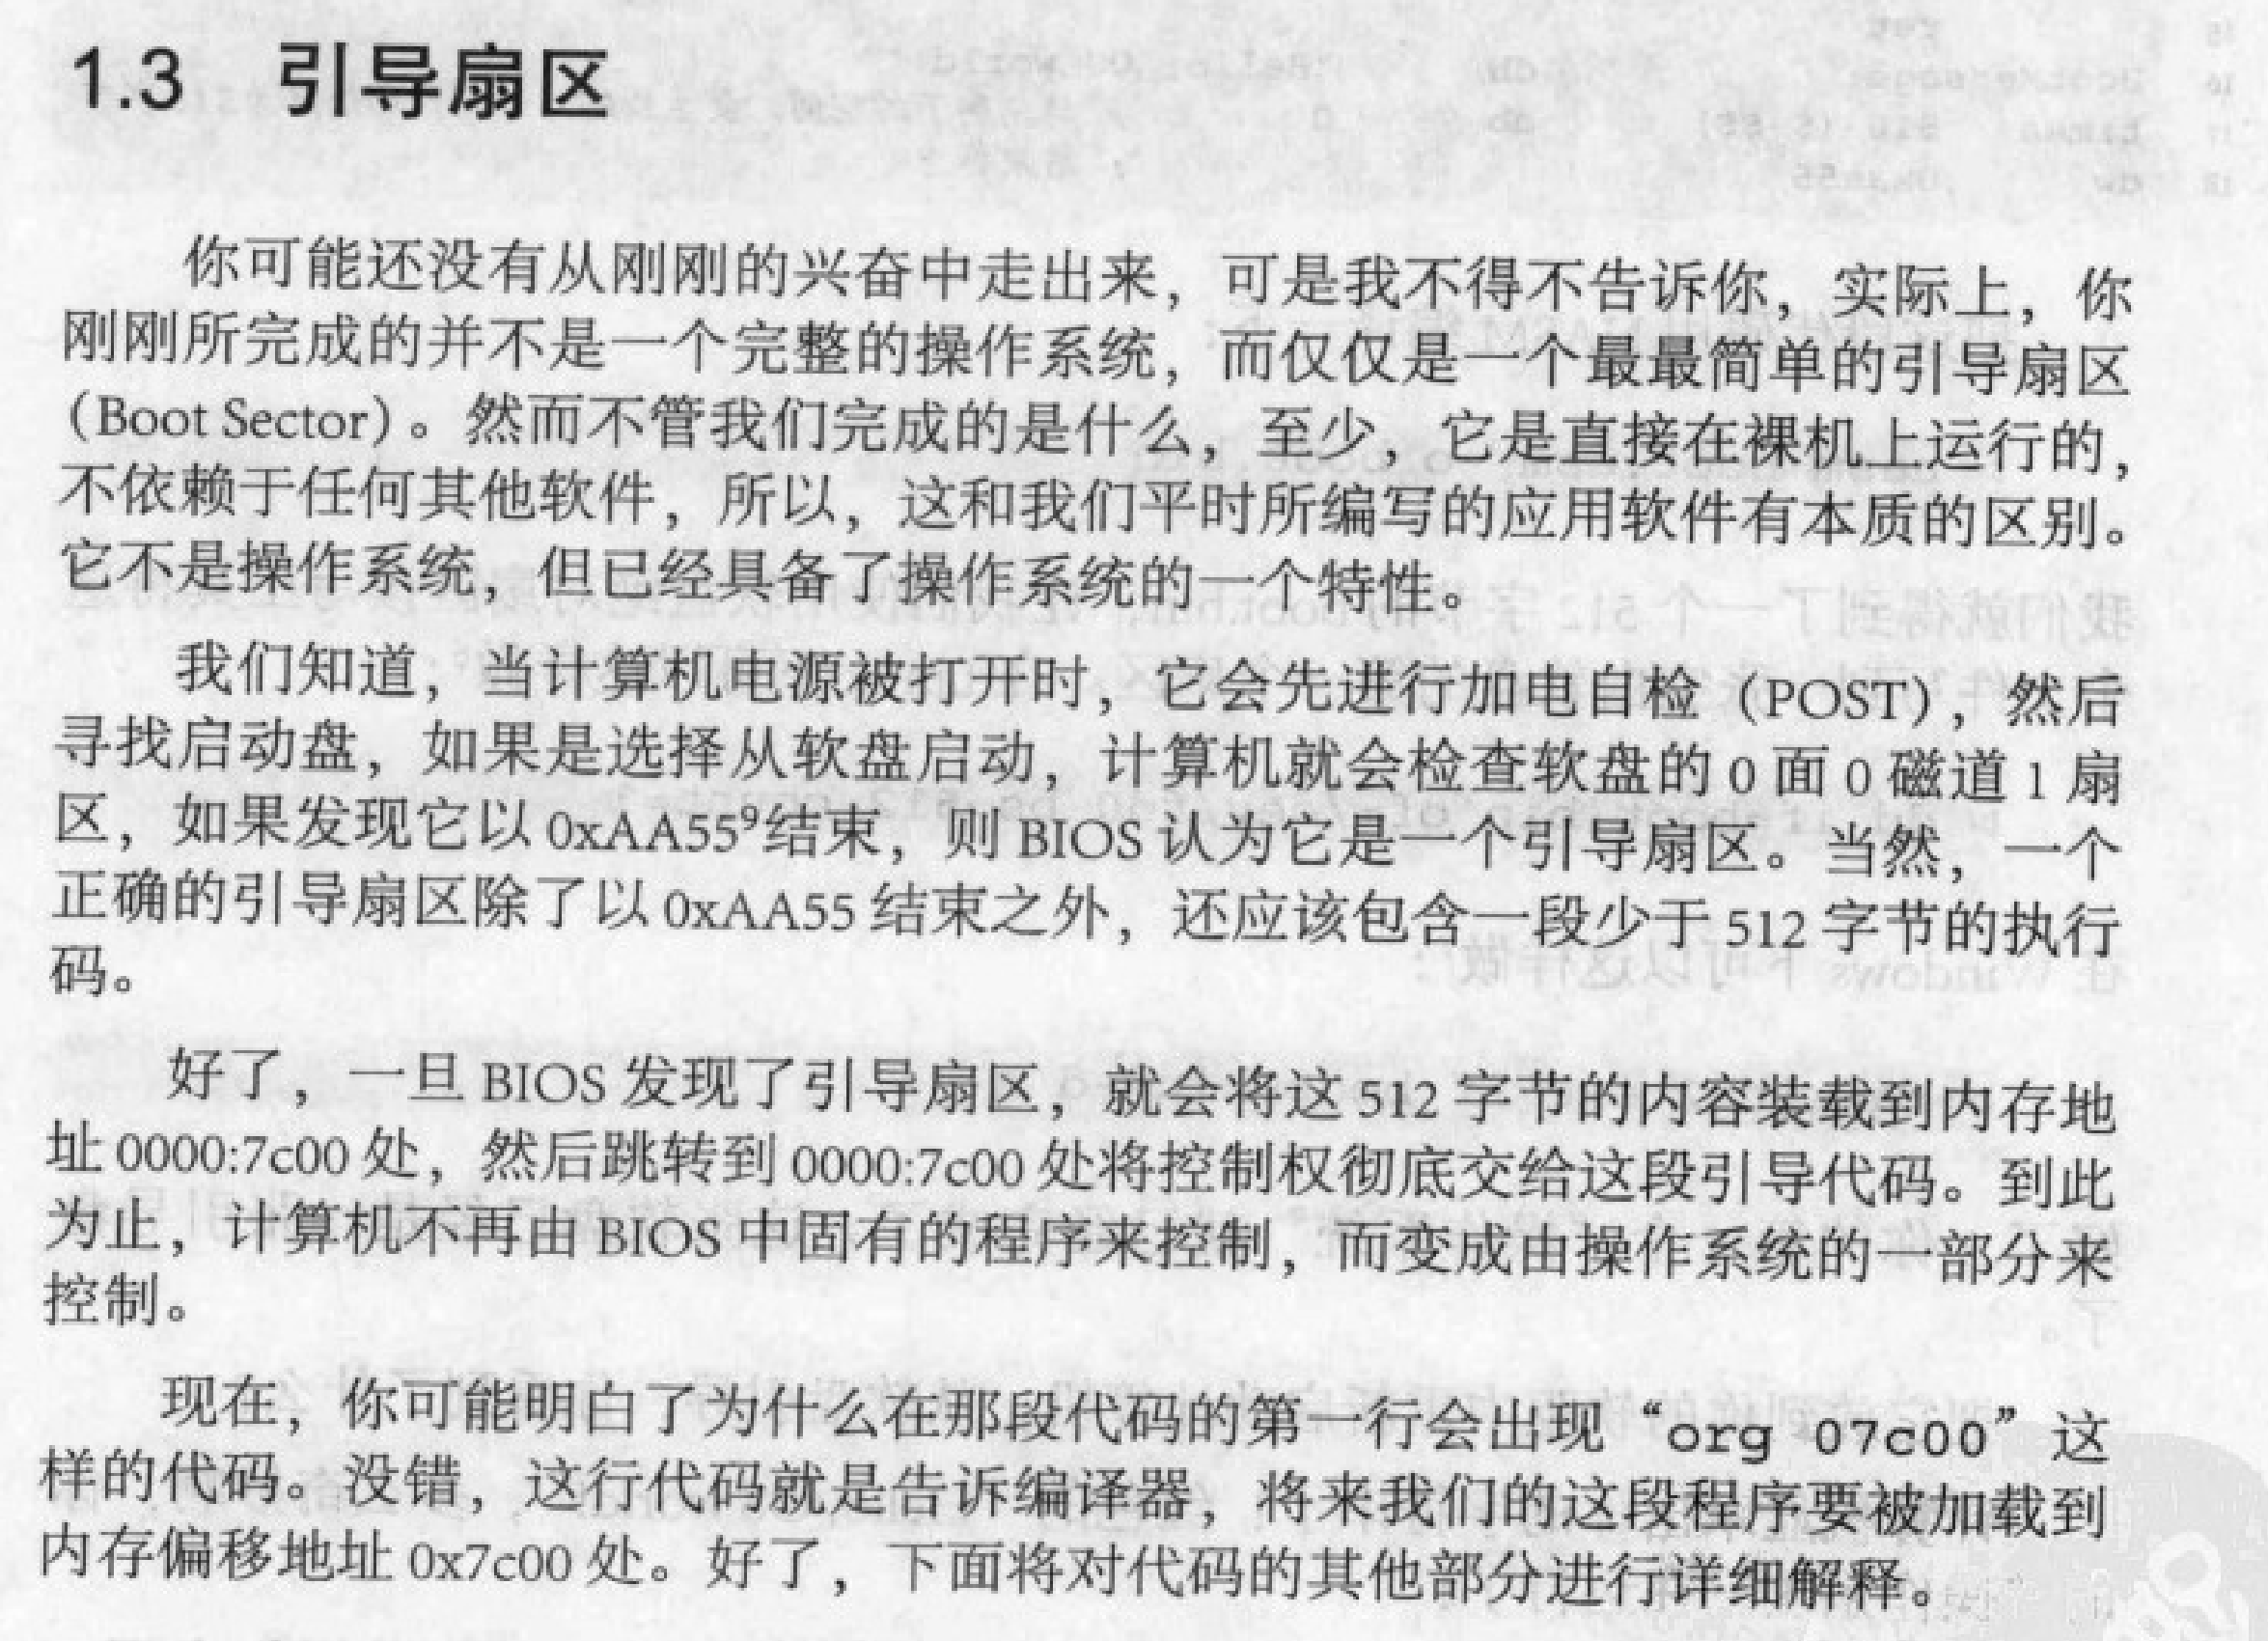 1.3 引导扇区
你可能还没有从刚刚的兴奋中走出来，可是我不得不告诉你，实际上，你
刚刚所完成的并不是一个完整的操作系统，而仅仅是一个最最简单的引导扇区
（Boot Sector）。然而不管我们完成的是什么，至少，它是直接在裸机上运行的，
不依赖于任何其他软件，所以，这和我们平时所编写的应用软件有本质的区别。
它不是操作系统，但已经具备了操作系统的一个特性。
我们知道，当计算机电源被打开时，它会先进行加电自检（POST），然后
寻找启动盘，如果是选择从软盘启动，计算机就会检查软盘的 0 面 0 磁道 1 扇
区，如果发现它以 0xAA55⁹结束，则 BIOS 认为它是一个引导扇区。当然，一个
正确的引导扇区除了以 0xAA55 结束之外，还应该包含一段少于 512 字节的执行
码。
好了，一旦 BIOS 发现了引导扇区，就会将这 512 字节的内容装载到内存地
址 0000:7c00 处，然后跳转到 0000:7c00 处将控制权彻底交给这段引导代码。到此
为止，计算机不再由 BIOS 中固有的程序来控制，而变成由操作系统的一部分来
控制。
现在，你可能明白了为什么在那段代码的第一行会出现“org 07c00”这
样的代码。没错，这行代码就是告诉编译器，将来我们的这段程序要被加载到
内存偏移地址 0x7c00 处。好了，下面将对代码的其他部分进行详细解释。